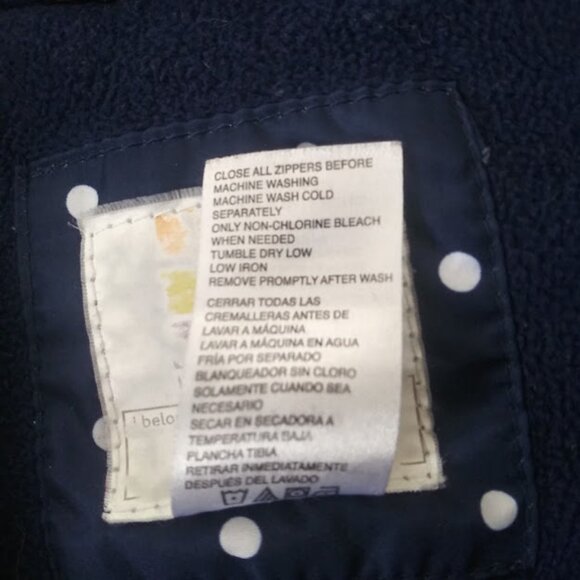 CLOSE ALL ZIPPERS BEFORE
MACHINE WASHING
MACHINE WASH COLD
SEPARATELY
ONLY NON-CHLORINE BLEACH
WHEN NEEDED
TUMBLE DRY LOW
LOW IRON
REMOVE PROMPTLY AFTER WASH
CERRAR TODAS LAS
CREMALLERAS ANTES DE
LAVAR A MÁQUINA
LAVAR A MÁQUINA EN AGUA
FRÍA POR SEPARADO
BLANQUEADOR SIN CLORO
SOLAMENTE CUANDO SEA
NECESARIO
SECAR EN SECADORA A
TEMPERATURA BAJA
PLANCHA TIBIA
RETIRAR INMEDIATAMENTE
DESPUÉS DEL LAVADO
I belo